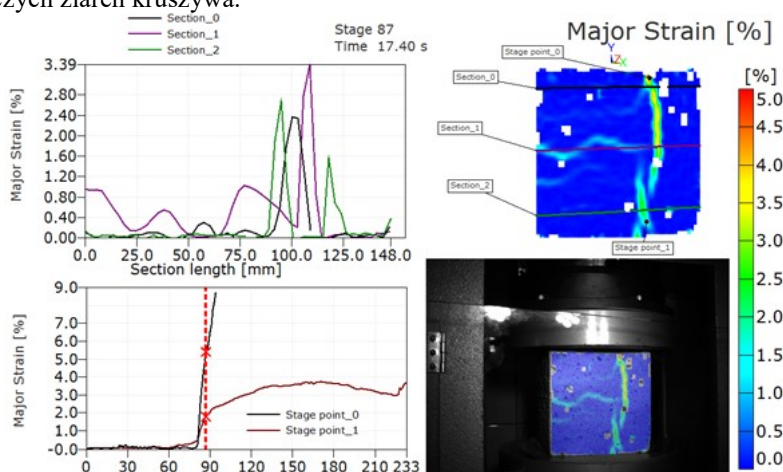 czych ziarch kruszywa.
Section_0
Section_1
Section_2
Stage 87
Time 17.40 s
Major Strain [%]
3.39
2.80
2.40
2.00
1.60
1.20
0.80
0.40
0.00
0.0 25.0 50.0 75.0 100.0 125.0 148.0
Section length [mm]
Major Strain [%]
9.0
7.0
6.0
5.0
4.0
3.0
2.0
1.0
-0.0
0 30 60 90 120 150 180 210 233
Stage point_0
Stage point_1
Major Strain [%]
Stage point_0
Y
Z X
Section_0
Section_1
Section_2
Stage point_1
[%]
5.0
4.5
4.0
3.5
3.0
2.5
2.0
1.5
1.0
0.5
0.0